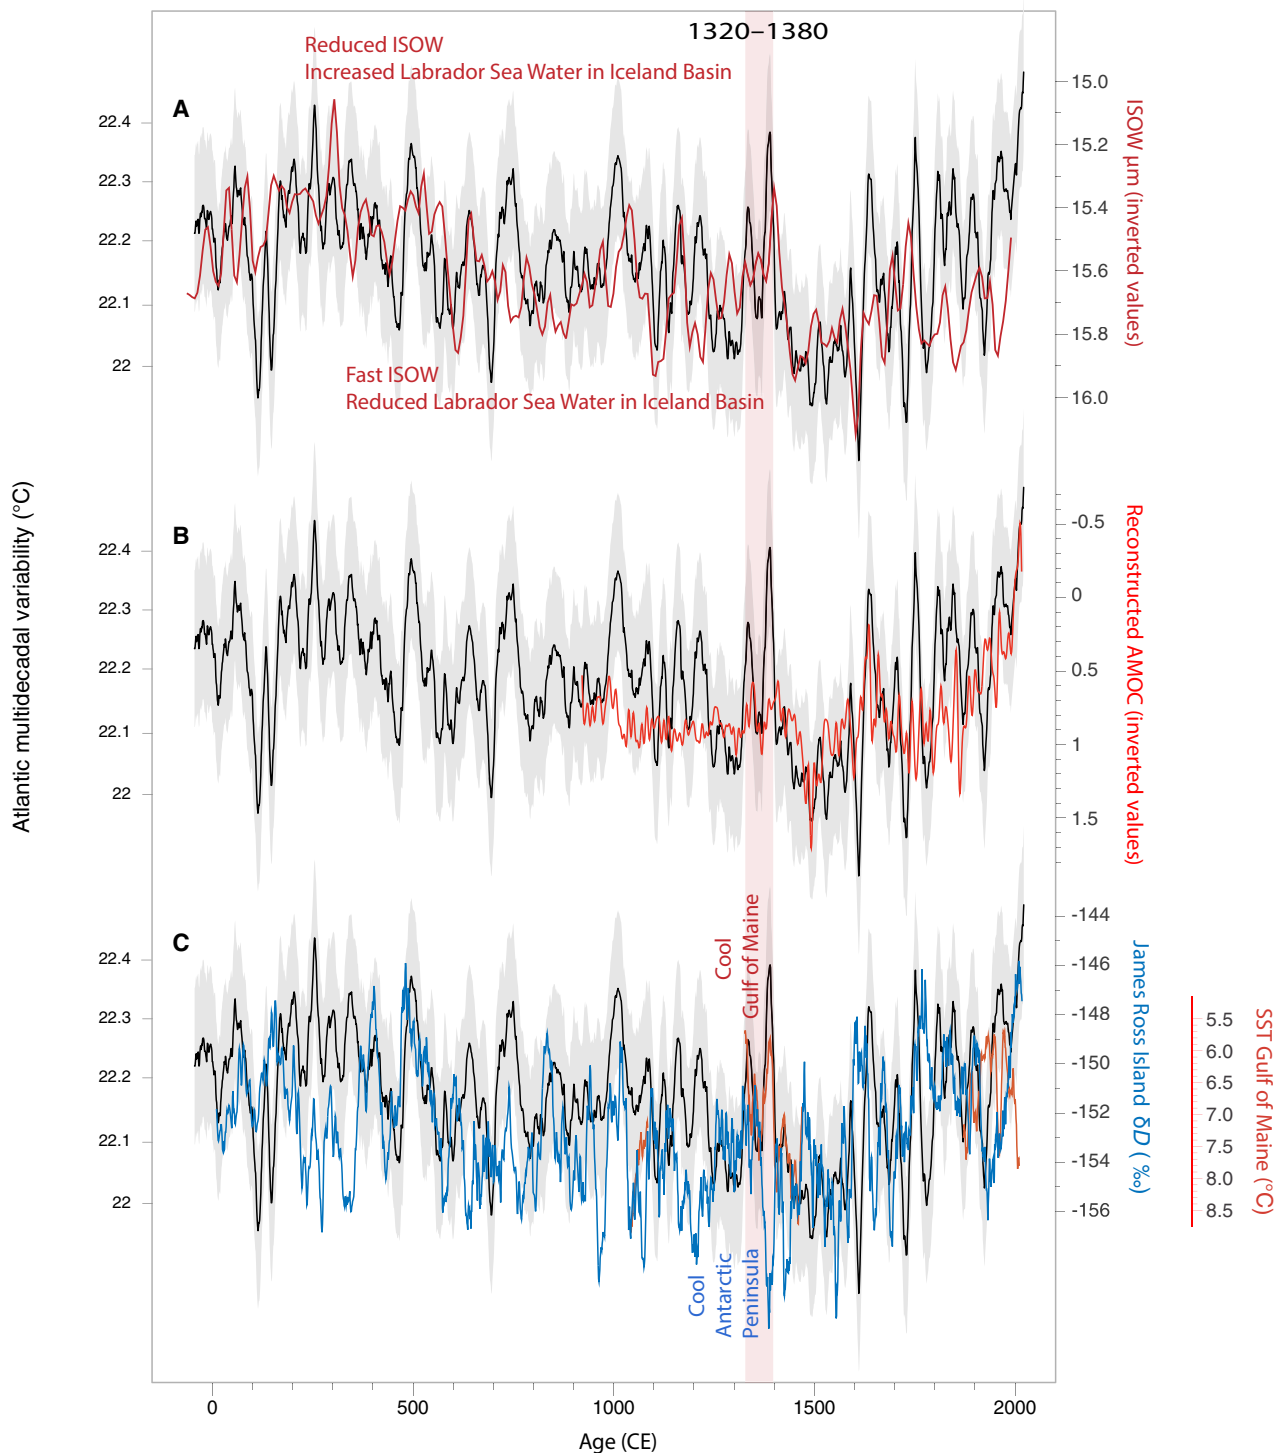 1320–1380
Reduced ISOW
Increased Labrador Sea Water in Iceland Basin
A
22.4
22.3
22.2
22.1
22
Fast ISOW
Reduced Labrador Sea Water in Iceland Basin
15.0
15.2
15.4
15.6
15.8
16.0
ISOW µm (inverted values)
Atlantic multidecadal variability (°C)
B
22.4
22.3
22.2
22.1
22
-0.5
0
0.5
1
1.5
Reconstructed AMOC (inverted values)
C
22.4
22.3
22.2
22.1
22
Cool
Gulf of Maine
Cool
Antarctic
Peninsula
-144
-146
-148
-150
-152
-154
-156
James Ross Island δD ( ‰)
5.5
6.0
6.5
7.0
7.5
8.0
8.5
SST Gulf of Maine (°C)
0
500
1000
1500
2000
Age (CE)